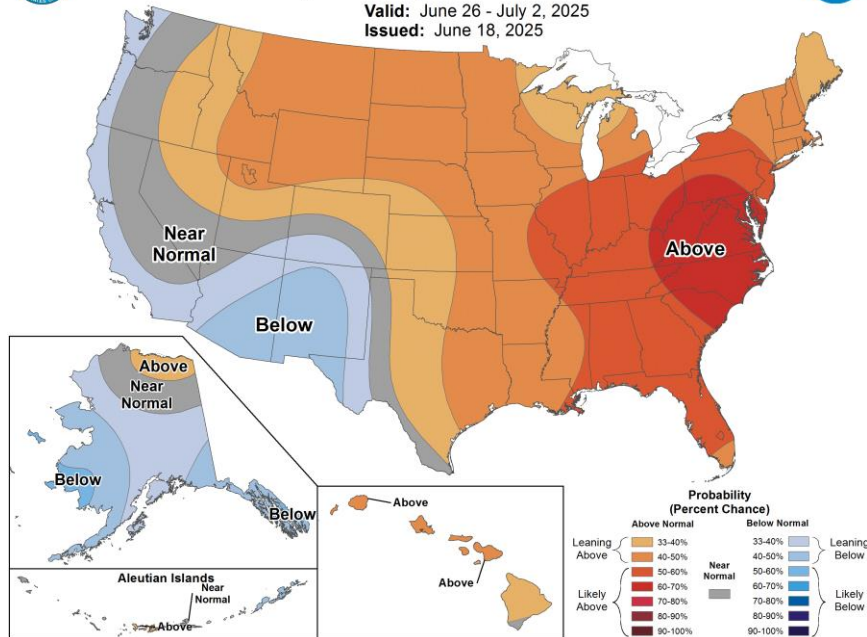 Valid: June 26 - July 2, 2025
Issued: June 18, 2025
Near
Normal
Above
Below
Above
Near
Normal
Below
Below
Aleutian Islands
Near
Normal
Above
Above
Above
Probability
(Percent Chance)
Above Normal
Below Normal
Leaning
Above
33-40%
40-50%
50-60%
60-70%
70-80%
80-90%
90-100%
Likely
Above
Near
Normal
33-40%
40-50%
50-60%
60-70%
70-80%
80-90%
90-100%
Leaning
Below
Likely
Below